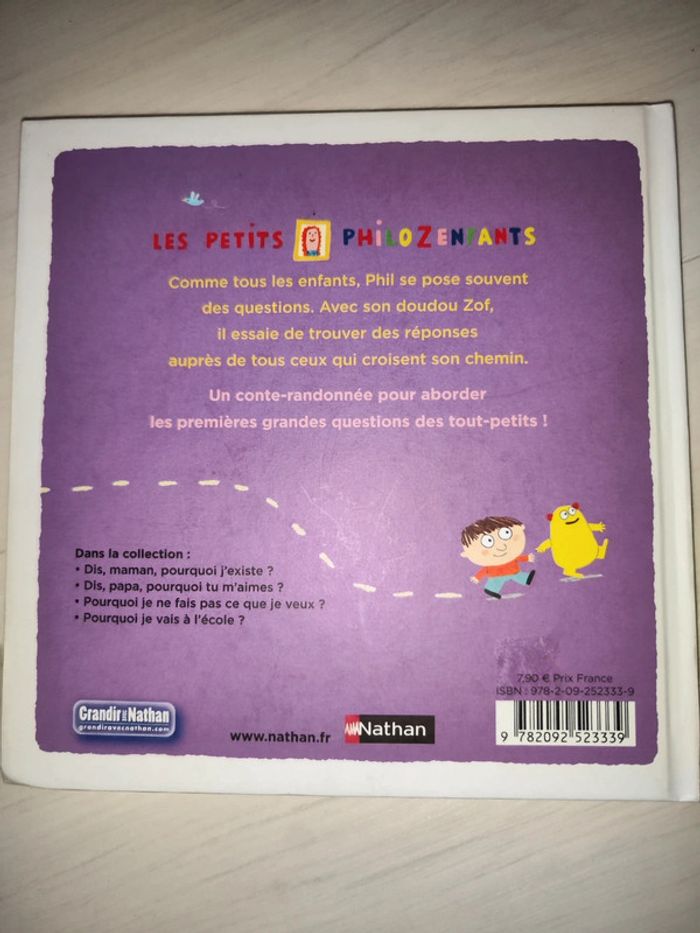 LES PETITS PHiLOZENFANTS
Comme tous les enfants, Phil se pose souvent
des questions. Avec son doudou Zof,
il essaie de trouver des réponses
auprès de tous ceux qui croisent son chemin.
Un conte-randonnée pour aborder
les premières grandes questions des tout-petits !
Dans la collection :
• Dis, maman, pourquoi j'existe ?
• Dis, papa, pourquoi tu m'aimes ?
• Pourquoi je ne fais pas ce que je veux ?
• Pourquoi je vais à l'école ?
7,90 € Prix France
ISBN : 978-2-09-252333-9
Grandir avec Nathan
grandiravecnathan.com
www.nathan.fr
Nathan
9 782092 523339